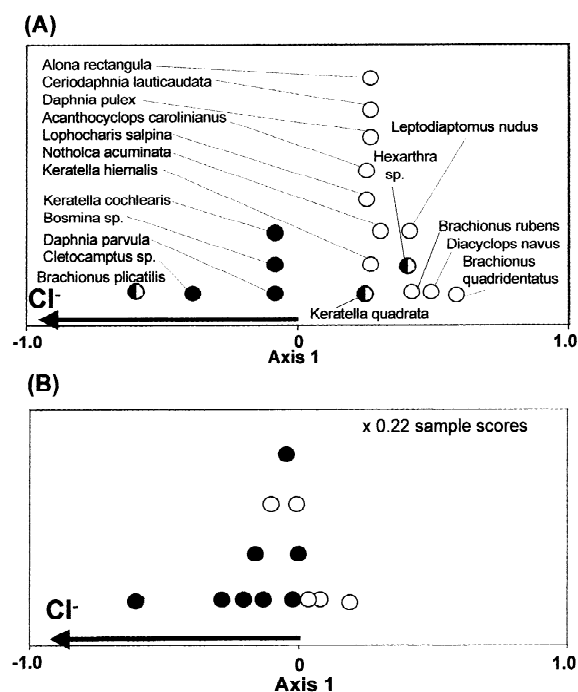 (A)
Alona rectangula
Ceriodaphnia lauticaudata
Daphnia pulex
Acanthocyclops carolinianus
Leptodiaptomus nudus
Lophocharis salpina
Notholca acuminata
Hexarthra
sp.
Keratella hiemalis
Keratella cochlearis
Bosmina sp.
Brachionus rubens
Daphnia parvula
Diacyclops navus
Cletocamptus sp.
Brachionus
quadridentatus
Brachionus plicatilis
Cl-
Keratella quadrata
-1.0 0 1.0
Axis 1
(B)
x 0.22 sample scores
Cl-
-1.0 0 1.0
Axis 1